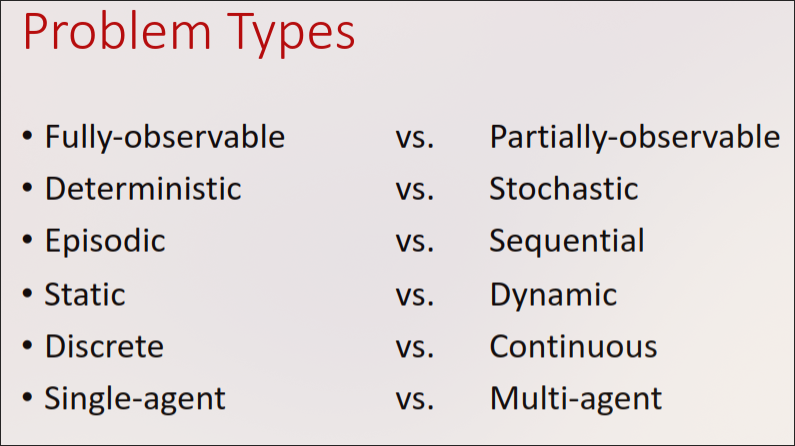 Problem Types
• Fully-observable vs. Partially-observable
• Deterministic vs. Stochastic
• Episodic vs. Sequential
• Static vs. Dynamic
• Discrete vs. Continuous
• Single-agent vs. Multi-agent